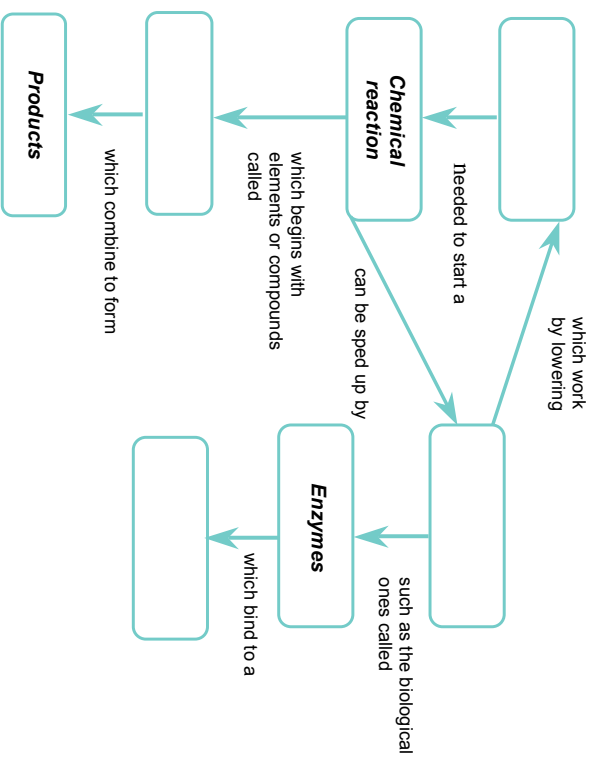 needed to start a
which work
by lowering
Chemical
reaction
can be sped up by
which begins with
elements or compounds
called
such as the biological
ones called
Enzymes
which combine to form
which bind to a
Products